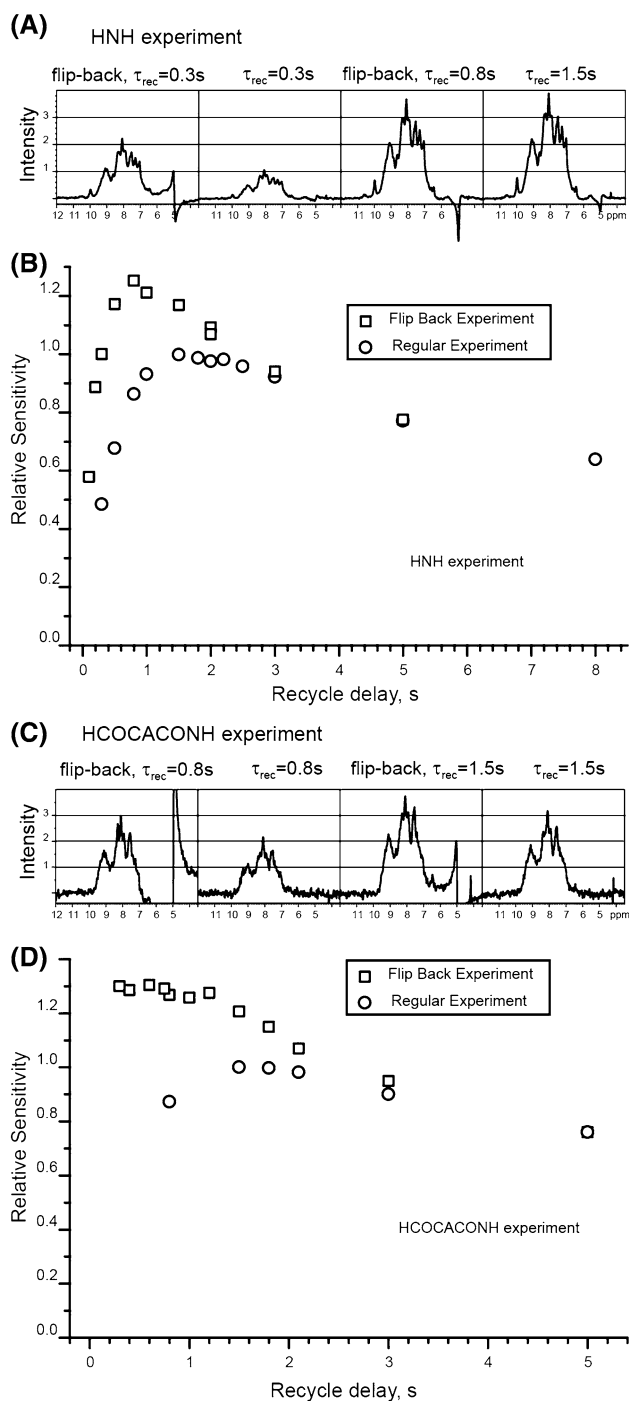 (A) HNH experiment
flip-back, τrec=0.3s τrec=0.3s flip-back, τrec=0.8s τrec=1.5s
Intensity
3
2
1
12 11 10 9 8 7 6 5 11 10 9 8 7 6 5 11 10 9 8 7 6 5 11 10 9 8 7 6 5 ppm
(B)
Relative Sensitivity
1.2
1.0
0.8
0.6
0.4
0.2
0.0
Flip Back Experiment
Regular Experiment
HNH experiment
0 1 2 3 4 5 6 7 8
Recycle delay, s
(C) HCOCACONH experiment
flip-back, τrec=0.8s τrec=0.8s flip-back, τrec=1.5s τrec=1.5s
Intensity
3
2
1
12 11 10 9 8 7 6 5 11 10 9 8 7 6 5 11 10 9 8 7 6 5 11 10 9 8 7 6 5 ppm
(D)
Relative Sensitivity
1.2
1.0
0.8
0.6
0.4
0.2
0.0
Flip Back Experiment
Regular Experiment
HCOCACONH experiment
0 1 2 3 4 5
Recycle delay, s